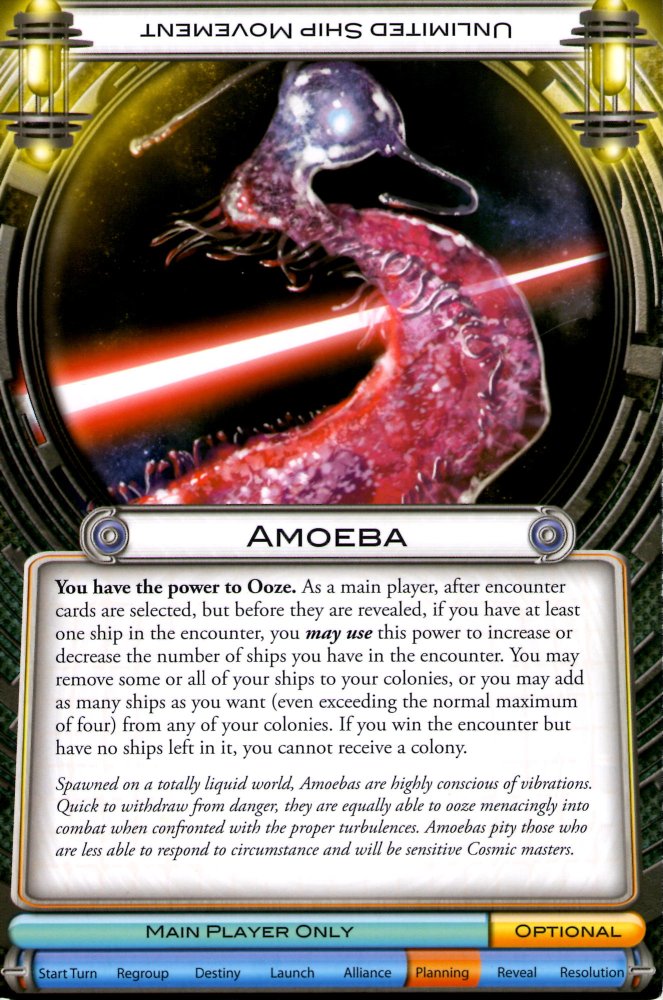 UNLIMITED SHIP MOVEMENT
AMOEBA
You have the power to Ooze. As a main player, after encounter
cards are selected, but before they are revealed, if you have at least
one ship in the encounter, you may use this power to increase or
decrease the number of ships you have in the encounter. You may
remove some or all of your ships to your colonies, or you may add
as many ships as you want (even exceeding the normal maximum
of four) from any of your colonies. If you win the encounter but
have no ships left in it, you cannot receive a colony.
Spawned on a totally liquid world, Amoebas are highly conscious of vibrations.
Quick to withdraw from danger, they are equally able to ooze menacingly into
combat when confronted with the proper turbulences. Amoebas pity those who
are less able to respond to circumstance and will be sensitive Cosmic masters.
MAIN PLAYER ONLY OPTIONAL
Start Turn Regroup Destiny Launch Alliance Planning Reveal Resolution